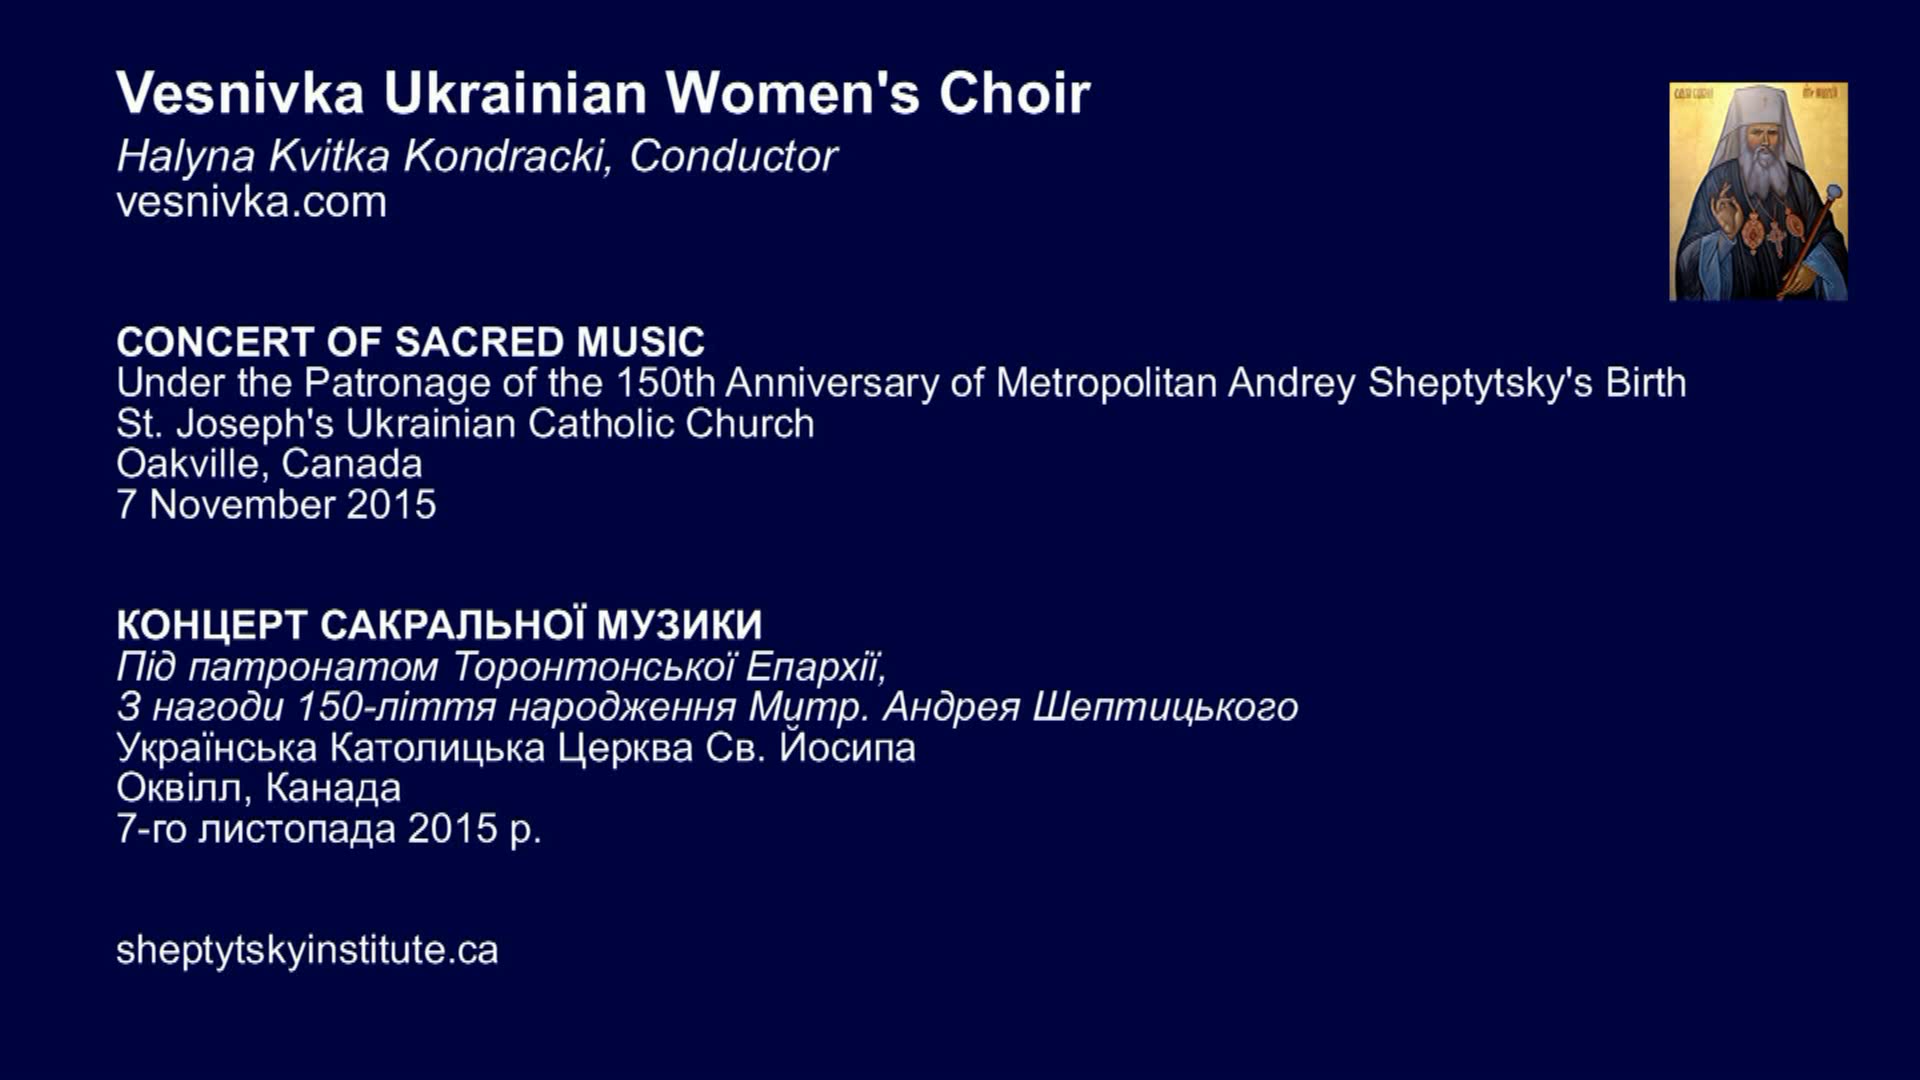 Vesnivka Ukrainian Women's Choir
Halyna Kvitka Kondracki, Conductor
vesnivka.com
CONCERT OF SACRED MUSIC
Under the Patronage of the 150th Anniversary of Metropolitan Andrey Sheptytsky's Birth
St. Joseph's Ukrainian Catholic Church
Oakville, Canada
7 November 2015
КОНЦЕРТ САКРАЛЬНОЇ МУЗИКИ
Під патронатом Торонтонської Епархії,
З нагоди 150-ліття народження Митр. Андрея Шептицького
Українська Католицька Церква Св. Йосипа
Оквілл, Канада
7-го листопада 2015 р.
sheptytskyinstitute.ca